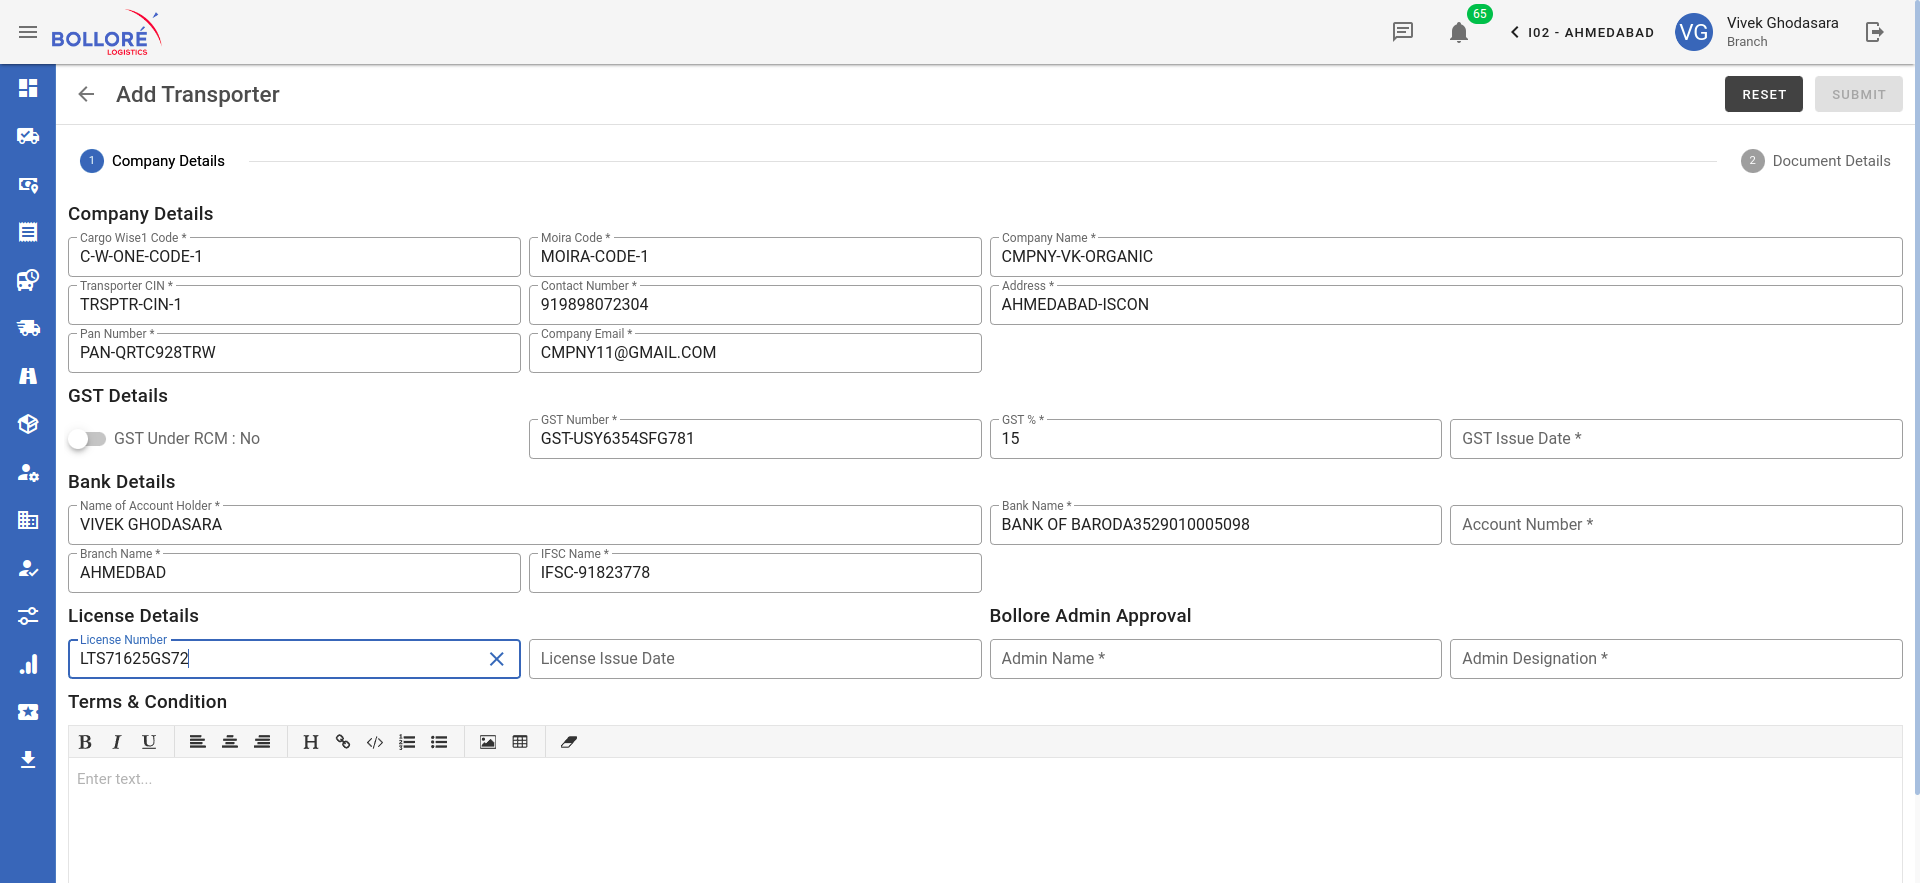 BOLLORÉ
LOGISTICS
65
I02 - AHMEDABAD
VG
Vivek Ghodasara
Branch
Add Transporter
RESET
SUBMIT
1 Company Details
2 Document Details
Company Details
Cargo Wise1 Code *
C-W-ONE-CODE-1
Moira Code *
MOIRA-CODE-1
Company Name *
CMPNY-VK-ORGANIC
Transporter CIN *
TRSPTR-CIN-1
Contact Number *
919898072304
Address *
AHMEDABAD-ISCON
Pan Number *
PAN-QRTC928TRW
Company Email *
CMPNY11@GMAIL.COM
GST Details
GST Under RCM : No
GST Number *
GST-USY6354SFG781
GST % *
15
GST Issue Date *
Bank Details
Name of Account Holder *
VIVEK GHODASARA
Bank Name *
BANK OF BARODA3529010005098
Account Number *
Branch Name *
AHMEDBAD
IFSC Name *
IFSC-91823778
License Details
Bollore Admin Approval
License Number
LTS71625GS72
License Issue Date
Admin Name *
Admin Designation *
Terms & Condition
B I U H </>
Enter text...